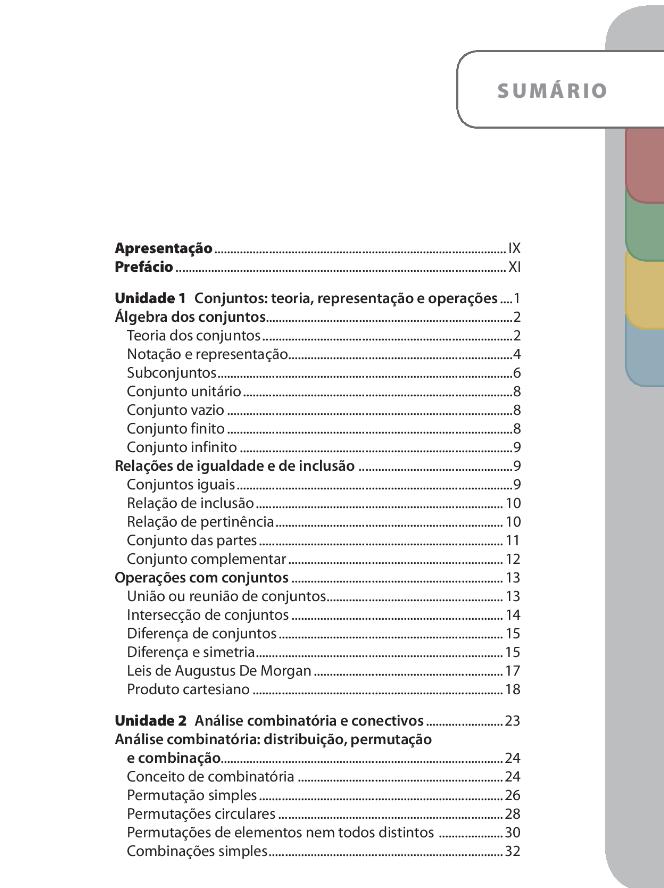 SUMÁRIO
Apresentação ........ IX
Prefácio ........ XI
Unidade 1 Conjuntos: teoria, representação e operações .... 1
Álgebra dos conjuntos ........ 2
Teoria dos conjuntos ........ 2
Notação e representação ........ 4
Subconjuntos ........ 6
Conjunto unitário ........ 8
Conjunto vazio ........ 8
Conjunto finito ........ 8
Conjunto infinito ........ 9
Relações de igualdade e de inclusão ........ 9
Conjuntos iguais ........ 9
Relação de inclusão ........ 10
Relação de pertinência ........ 10
Conjunto das partes ........ 11
Conjunto complementar ........ 12
Operações com conjuntos ........ 13
União ou reunião de conjuntos ........ 13
Intersecção de conjuntos ........ 14
Diferença de conjuntos ........ 15
Diferença e simetria ........ 15
Leis de Augustus De Morgan ........ 17
Produto cartesiano ........ 18
Unidade 2 Análise combinatória e conectivos ........ 23
Análise combinatória: distribuição, permutação
e combinação ........ 24
Conceito de combinatória ........ 24
Permutação simples ........ 26
Permutações circulares ........ 28
Permutações de elementos nem todos distintos ........ 30
Combinações simples ........ 32